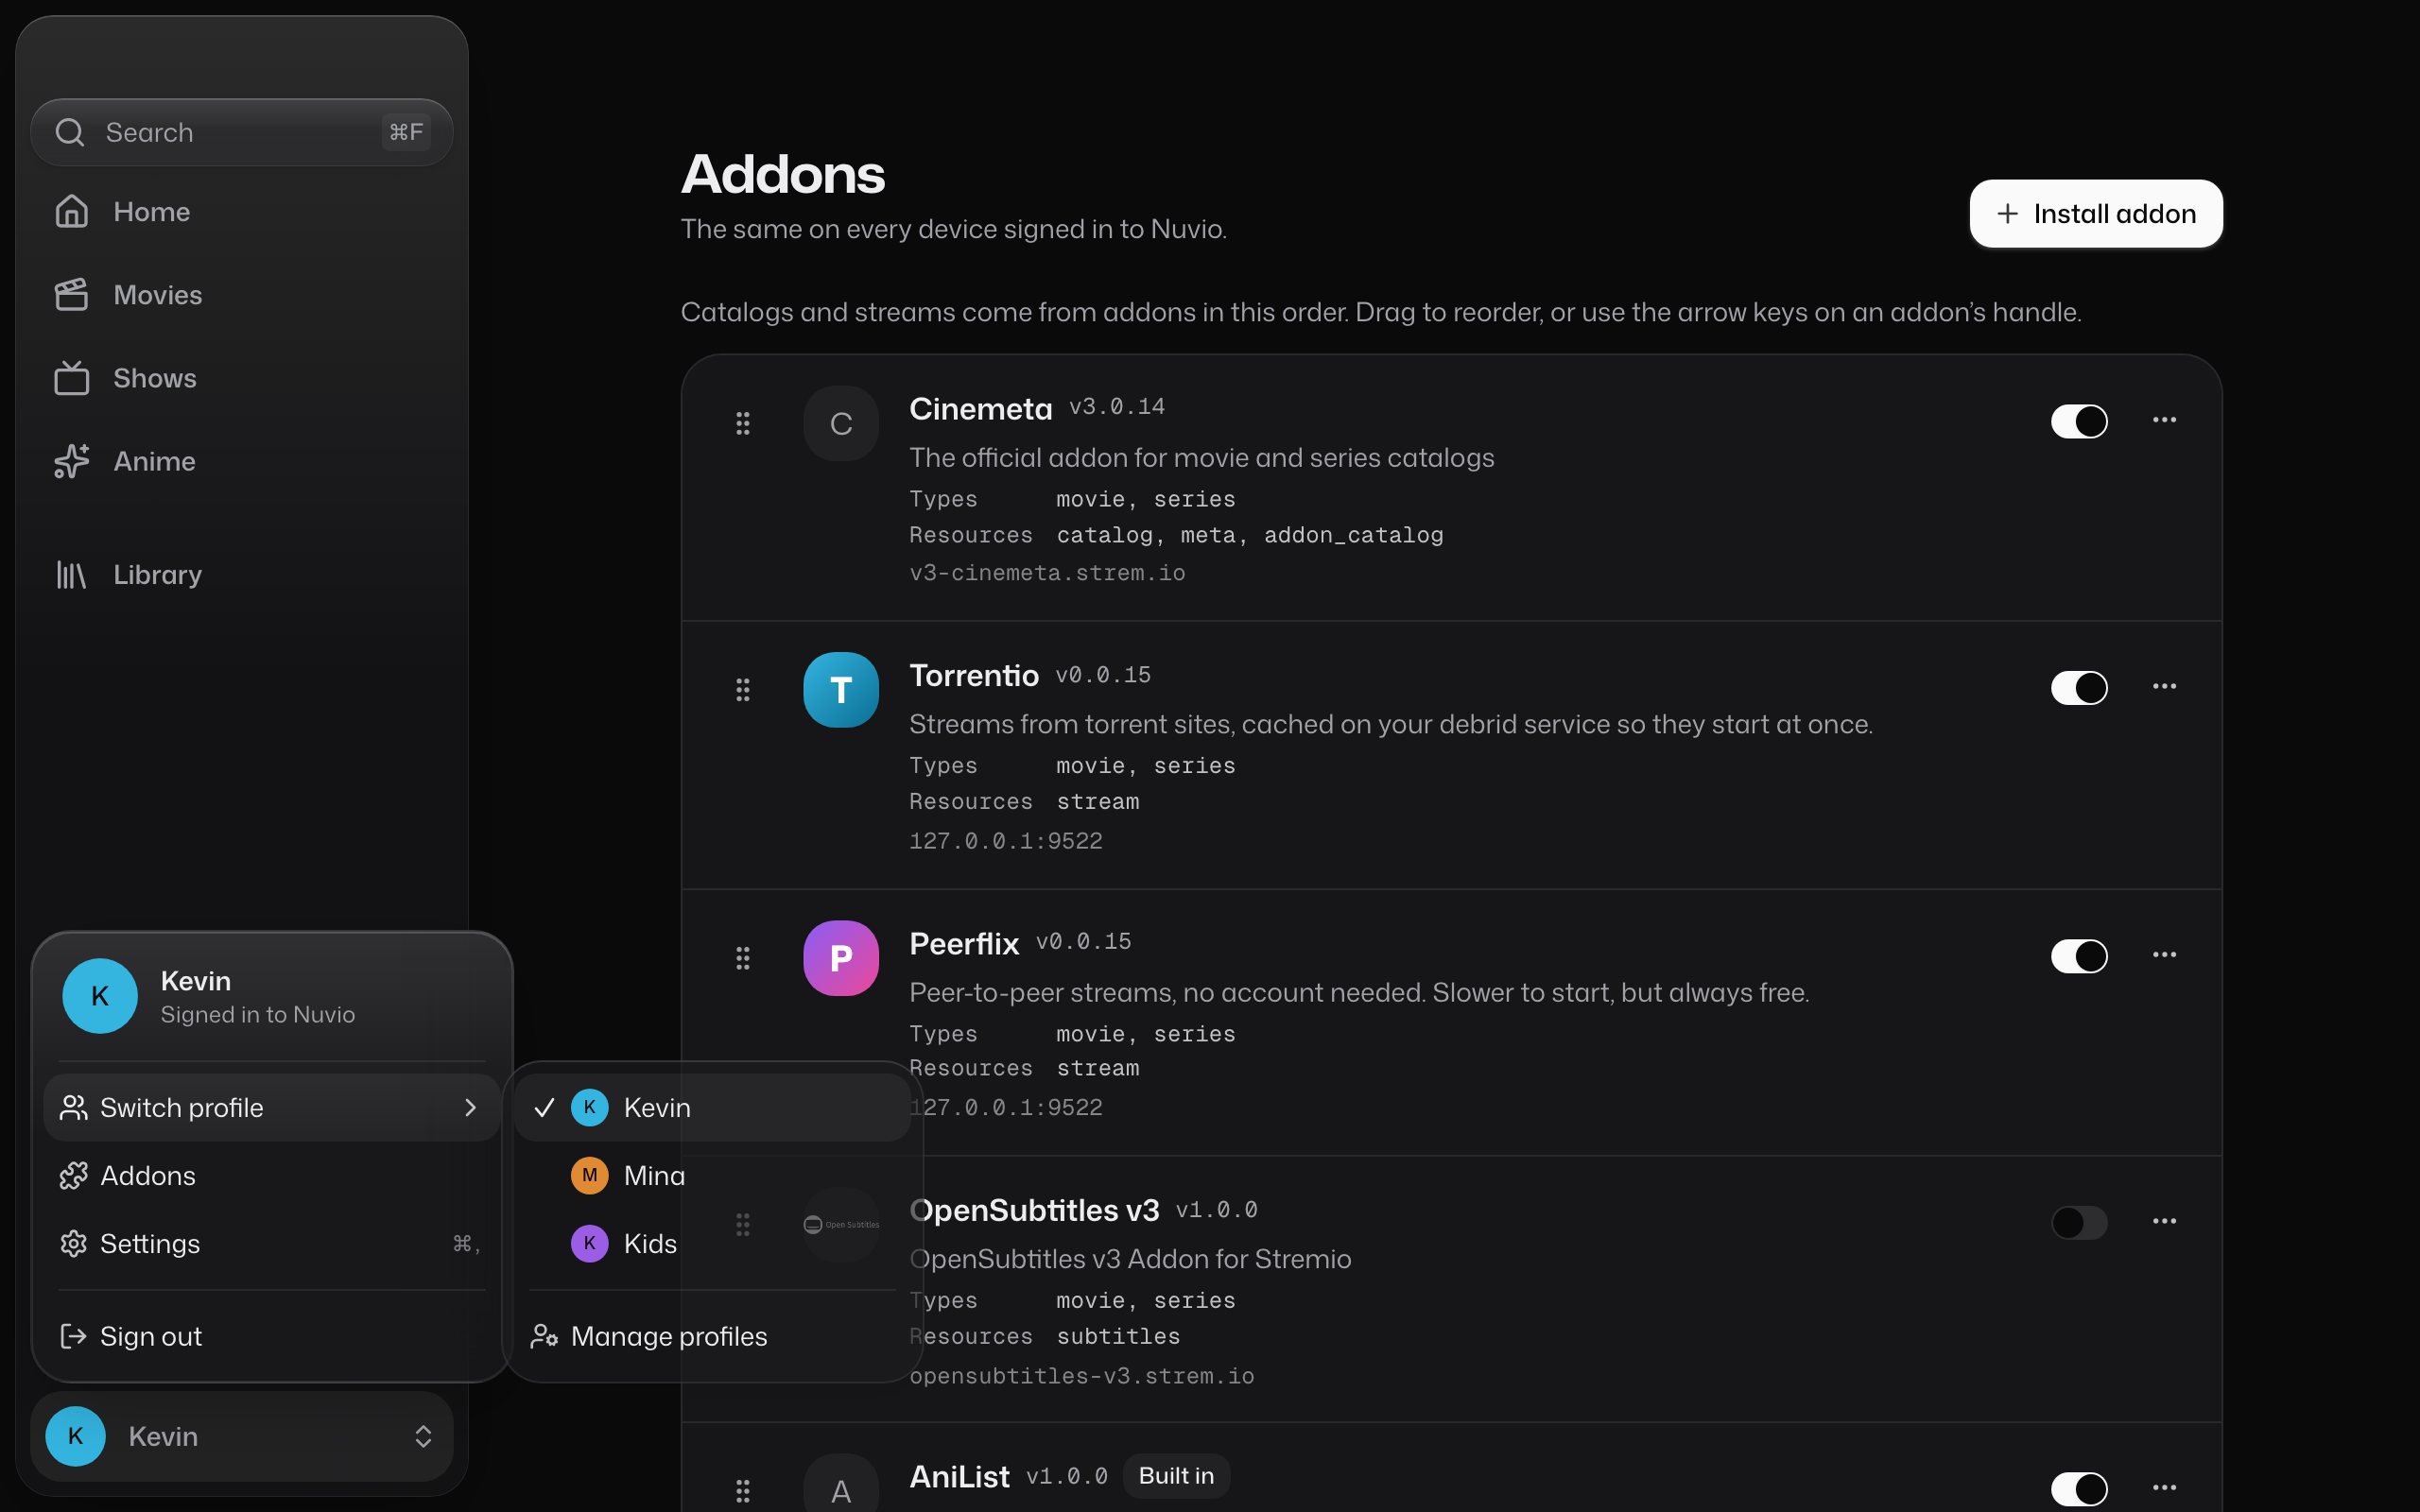 Search ⌘F
Home
Movies
Shows
Anime
Library
K
Kevin
Signed in to Nuvio
Switch profile
Addons
Settings ⌘,
Sign out
K Kevin
K Kevin
M Mina
K Kids
Manage profiles
Addons
The same on every device signed in to Nuvio.
+ Install addon
Catalogs and streams come from addons in this order. Drag to reorder, or use the arrow keys on an addon’s handle.
C
Cinemeta v3.0.14
The official addon for movie and series catalogs
Types movie, series
Resources catalog, meta, addon_catalog
v3-cinemeta.strem.io
T
Torrentio v0.0.15
Streams from torrent sites, cached on your debrid service so they start at once.
Types movie, series
Resources stream
127.0.0.1:9522
P
Peerflix v0.0.15
Peer-to-peer streams, no account needed. Slower to start, but always free.
Types movie, series
Resources stream
127.0.0.1:9522
Open Subtitles
OpenSubtitles v3 v1.0.0
OpenSubtitles v3 Addon for Stremio
Types movie, series
Resources subtitles
opensubtitles-v3.strem.io
A
AniList v1.0.0 Built in